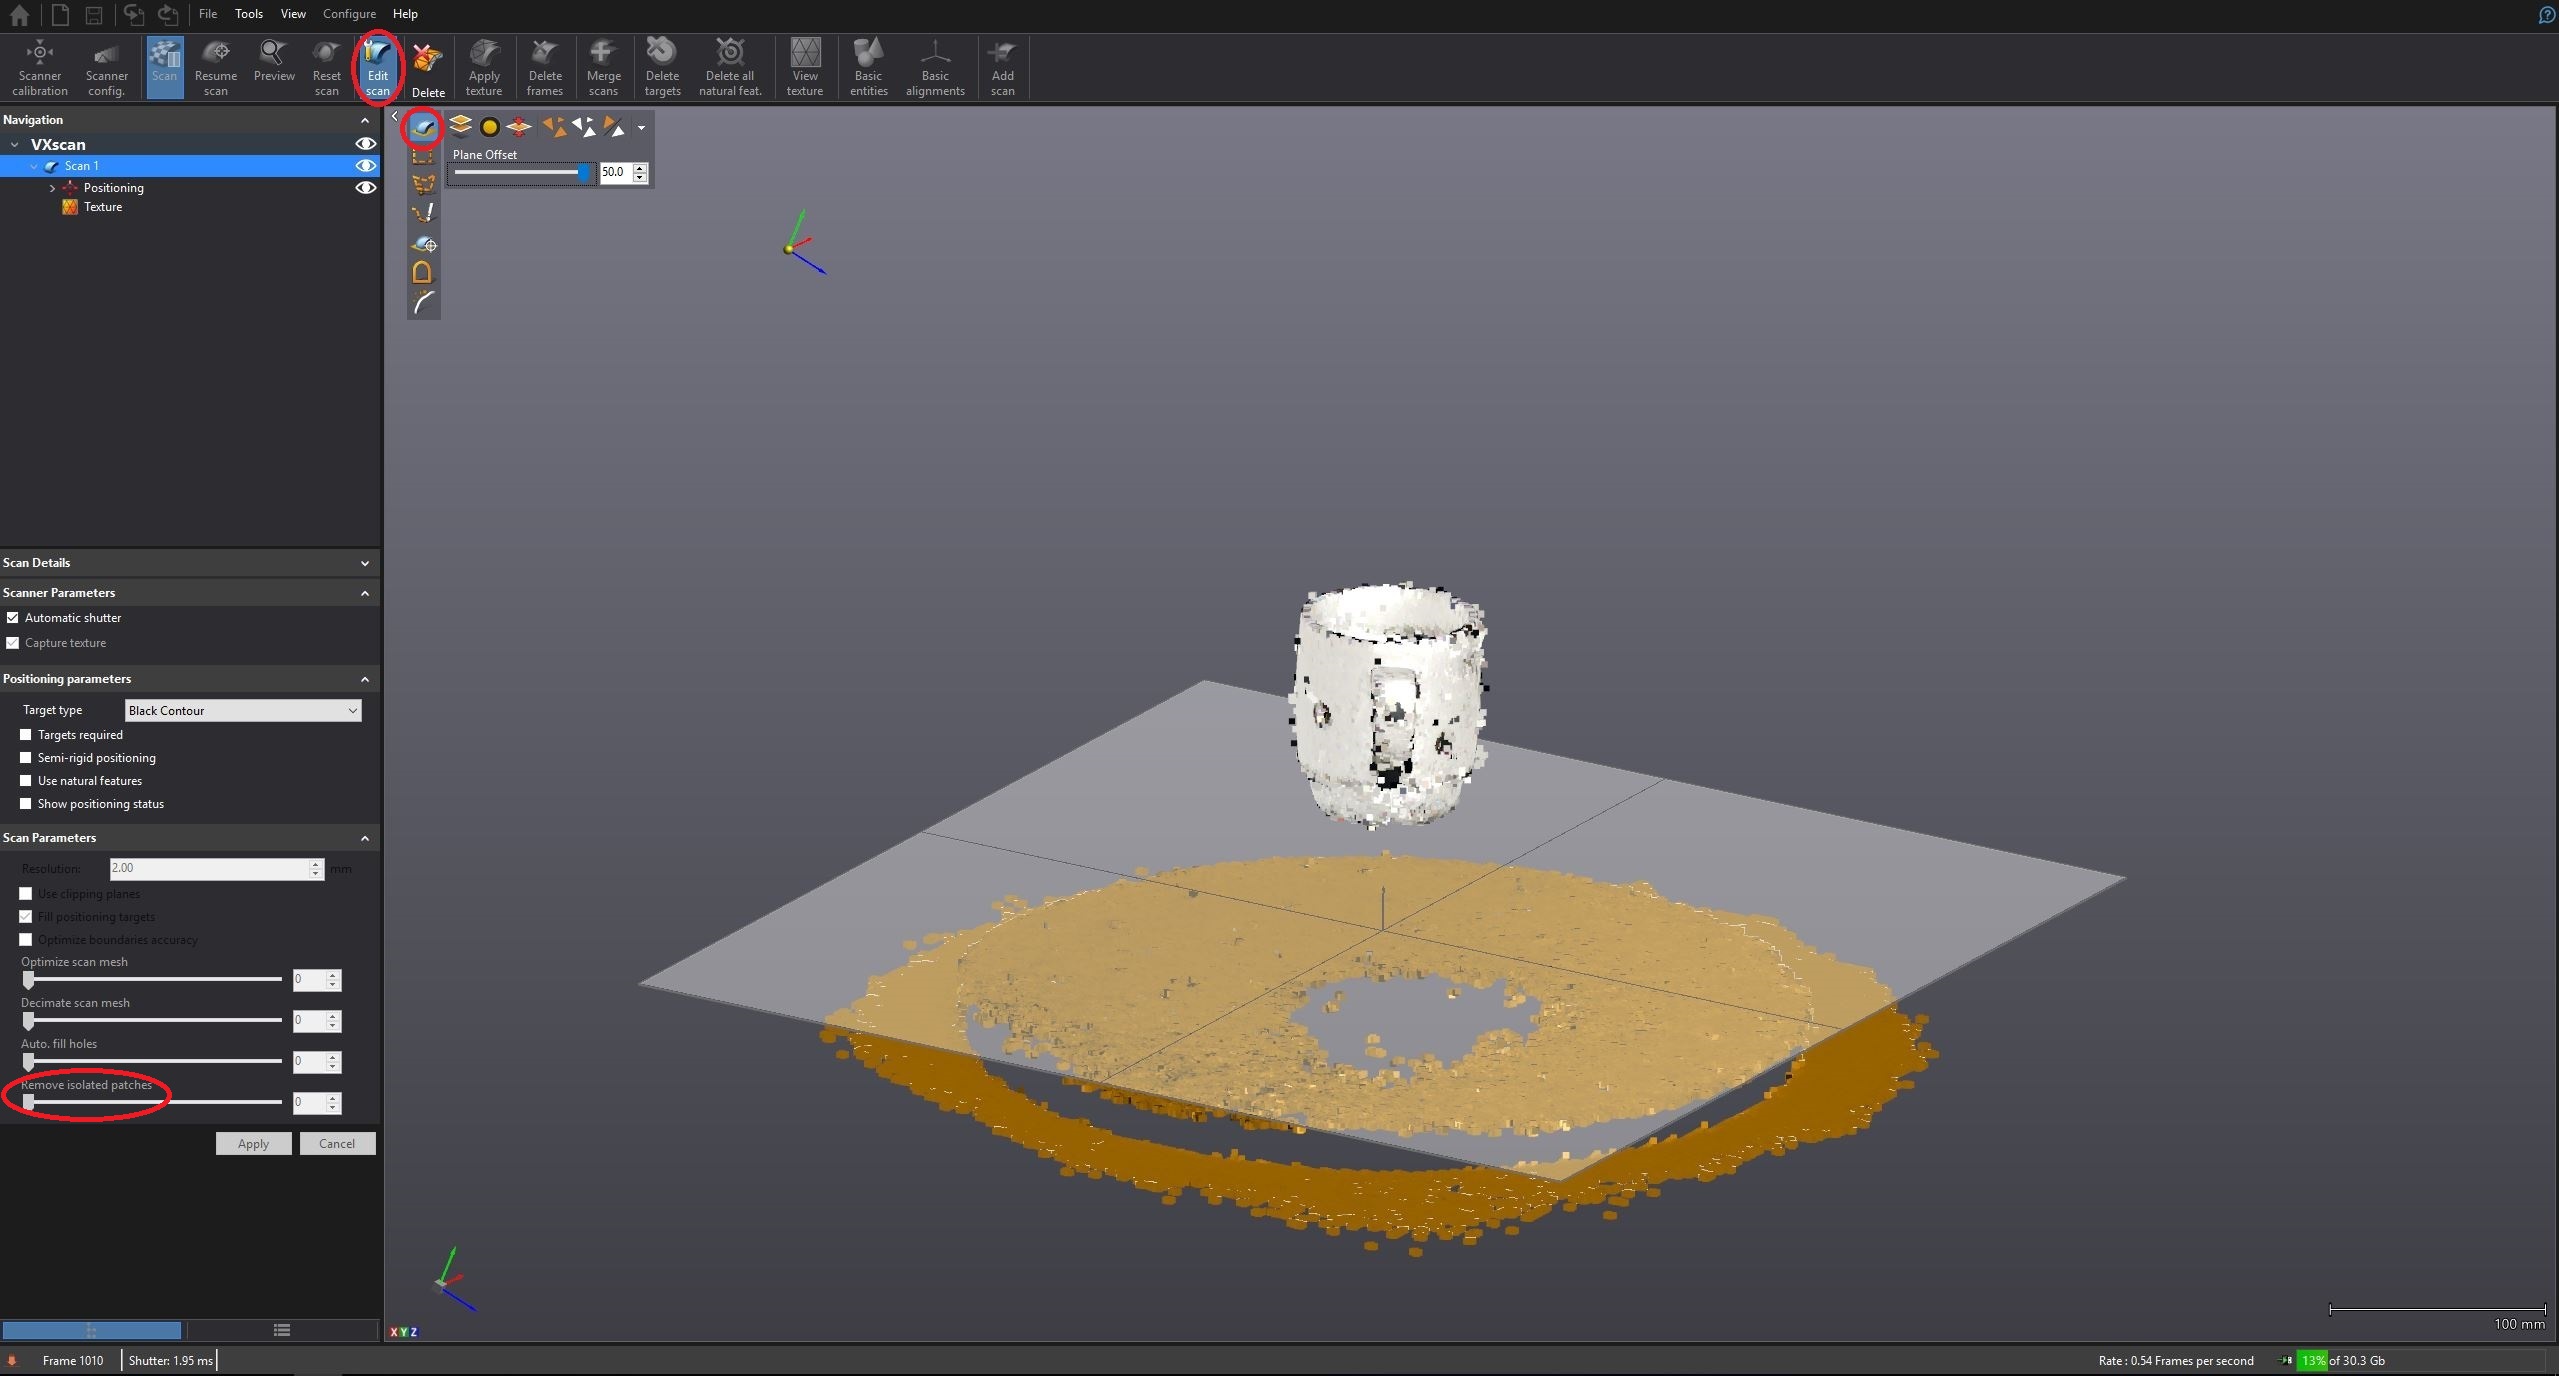 File Tools View Configure Help
Scanner calibration
Scanner config.
Scan
Resume scan
Preview
Reset scan
Edit scan
Delete
Apply texture
Delete frames
Merge scans
Delete targets
Delete all natural feat.
View texture
Basic entities
Basic alignments
Add scan
Navigation
VXscan
Scan 1
Positioning
Texture
Plane Offset
50.0
Scan Details
Scanner Parameters
Automatic shutter
Capture texture
Positioning parameters
Target type Black Contour
Targets required
Semi-rigid positioning
Use natural features
Show positioning status
Scan Parameters
Resolution: 2.00 mm
Use clipping planes
Fill positioning targets
Optimize boundaries accuracy
Optimize scan mesh
0
Decimate scan mesh
0
Auto. fill holes
0
Remove isolated patches
0
Apply Cancel
X Y Z
100 mm
Frame 1010 Shutter: 1.95 ms Rate : 0.54 Frames per second 13% of 30.3 Gb